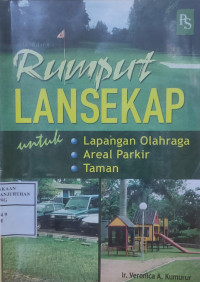 PS
Rumput
LANSEKAP
untuk
• Lapangan Olahraga
• Areal Parkir
• Taman
Ir. Veronica A. Kumurur